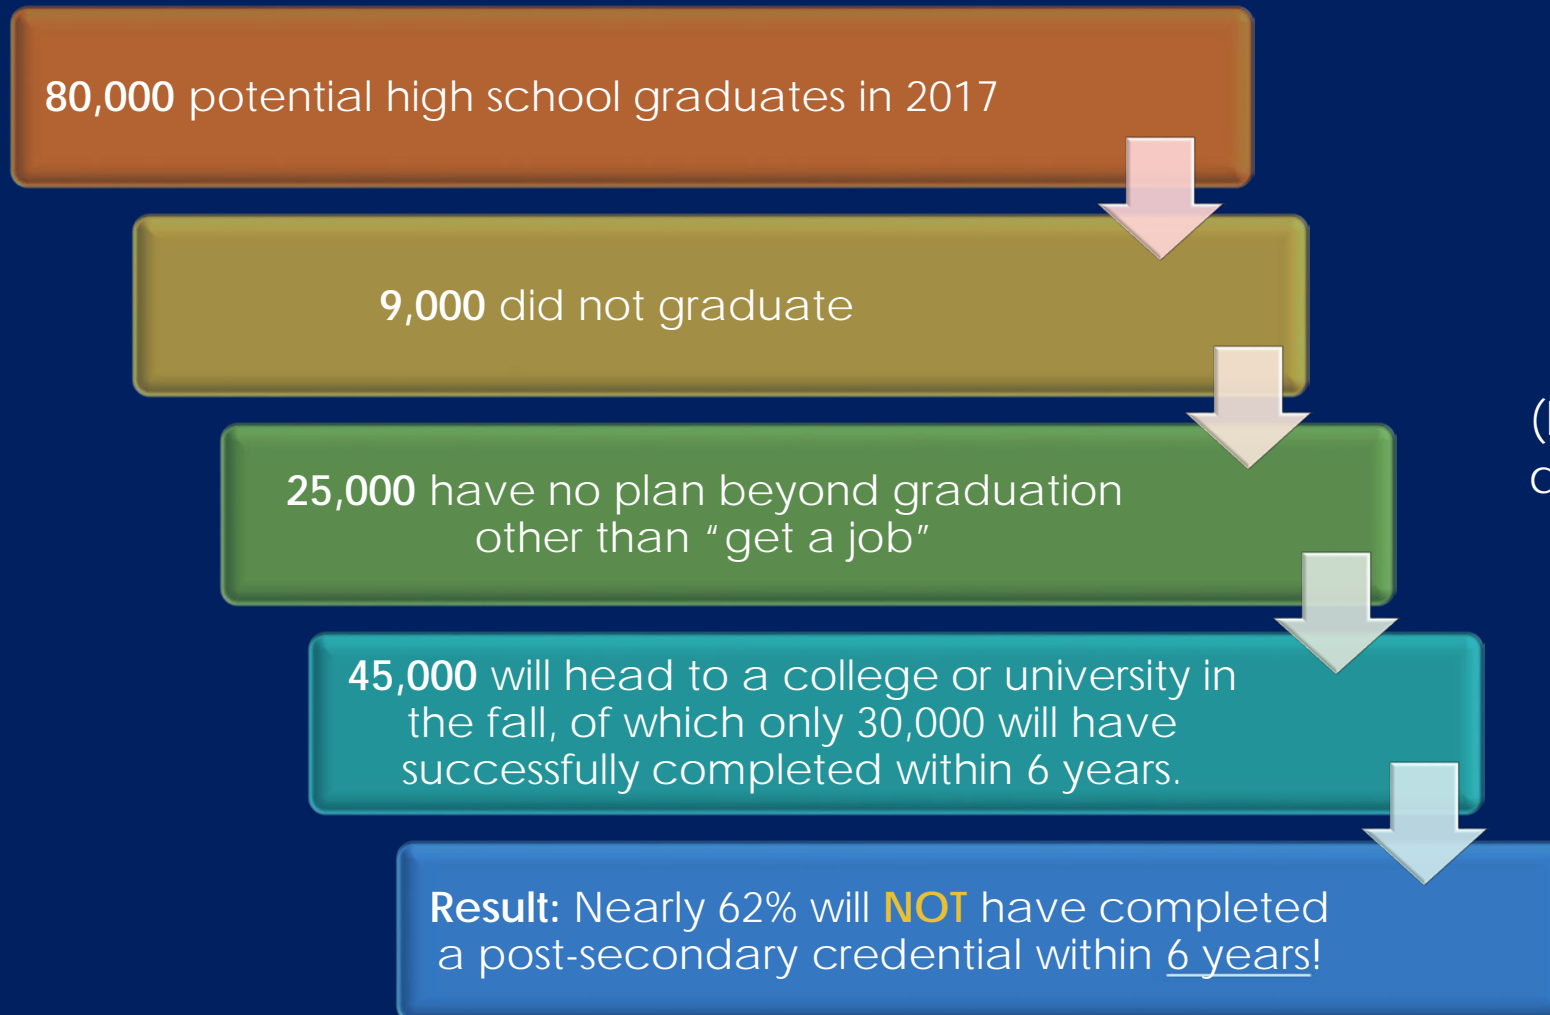 80,000 potential high school graduates in 2017
9,000 did not graduate
25,000 have no plan beyond graduation
other than “get a job”
45,000 will head to a college or university in
the fall, of which only 30,000 will have
successfully completed within 6 years.
Result: Nearly 62% will NOT have completed
a post-secondary credential within 6 years!